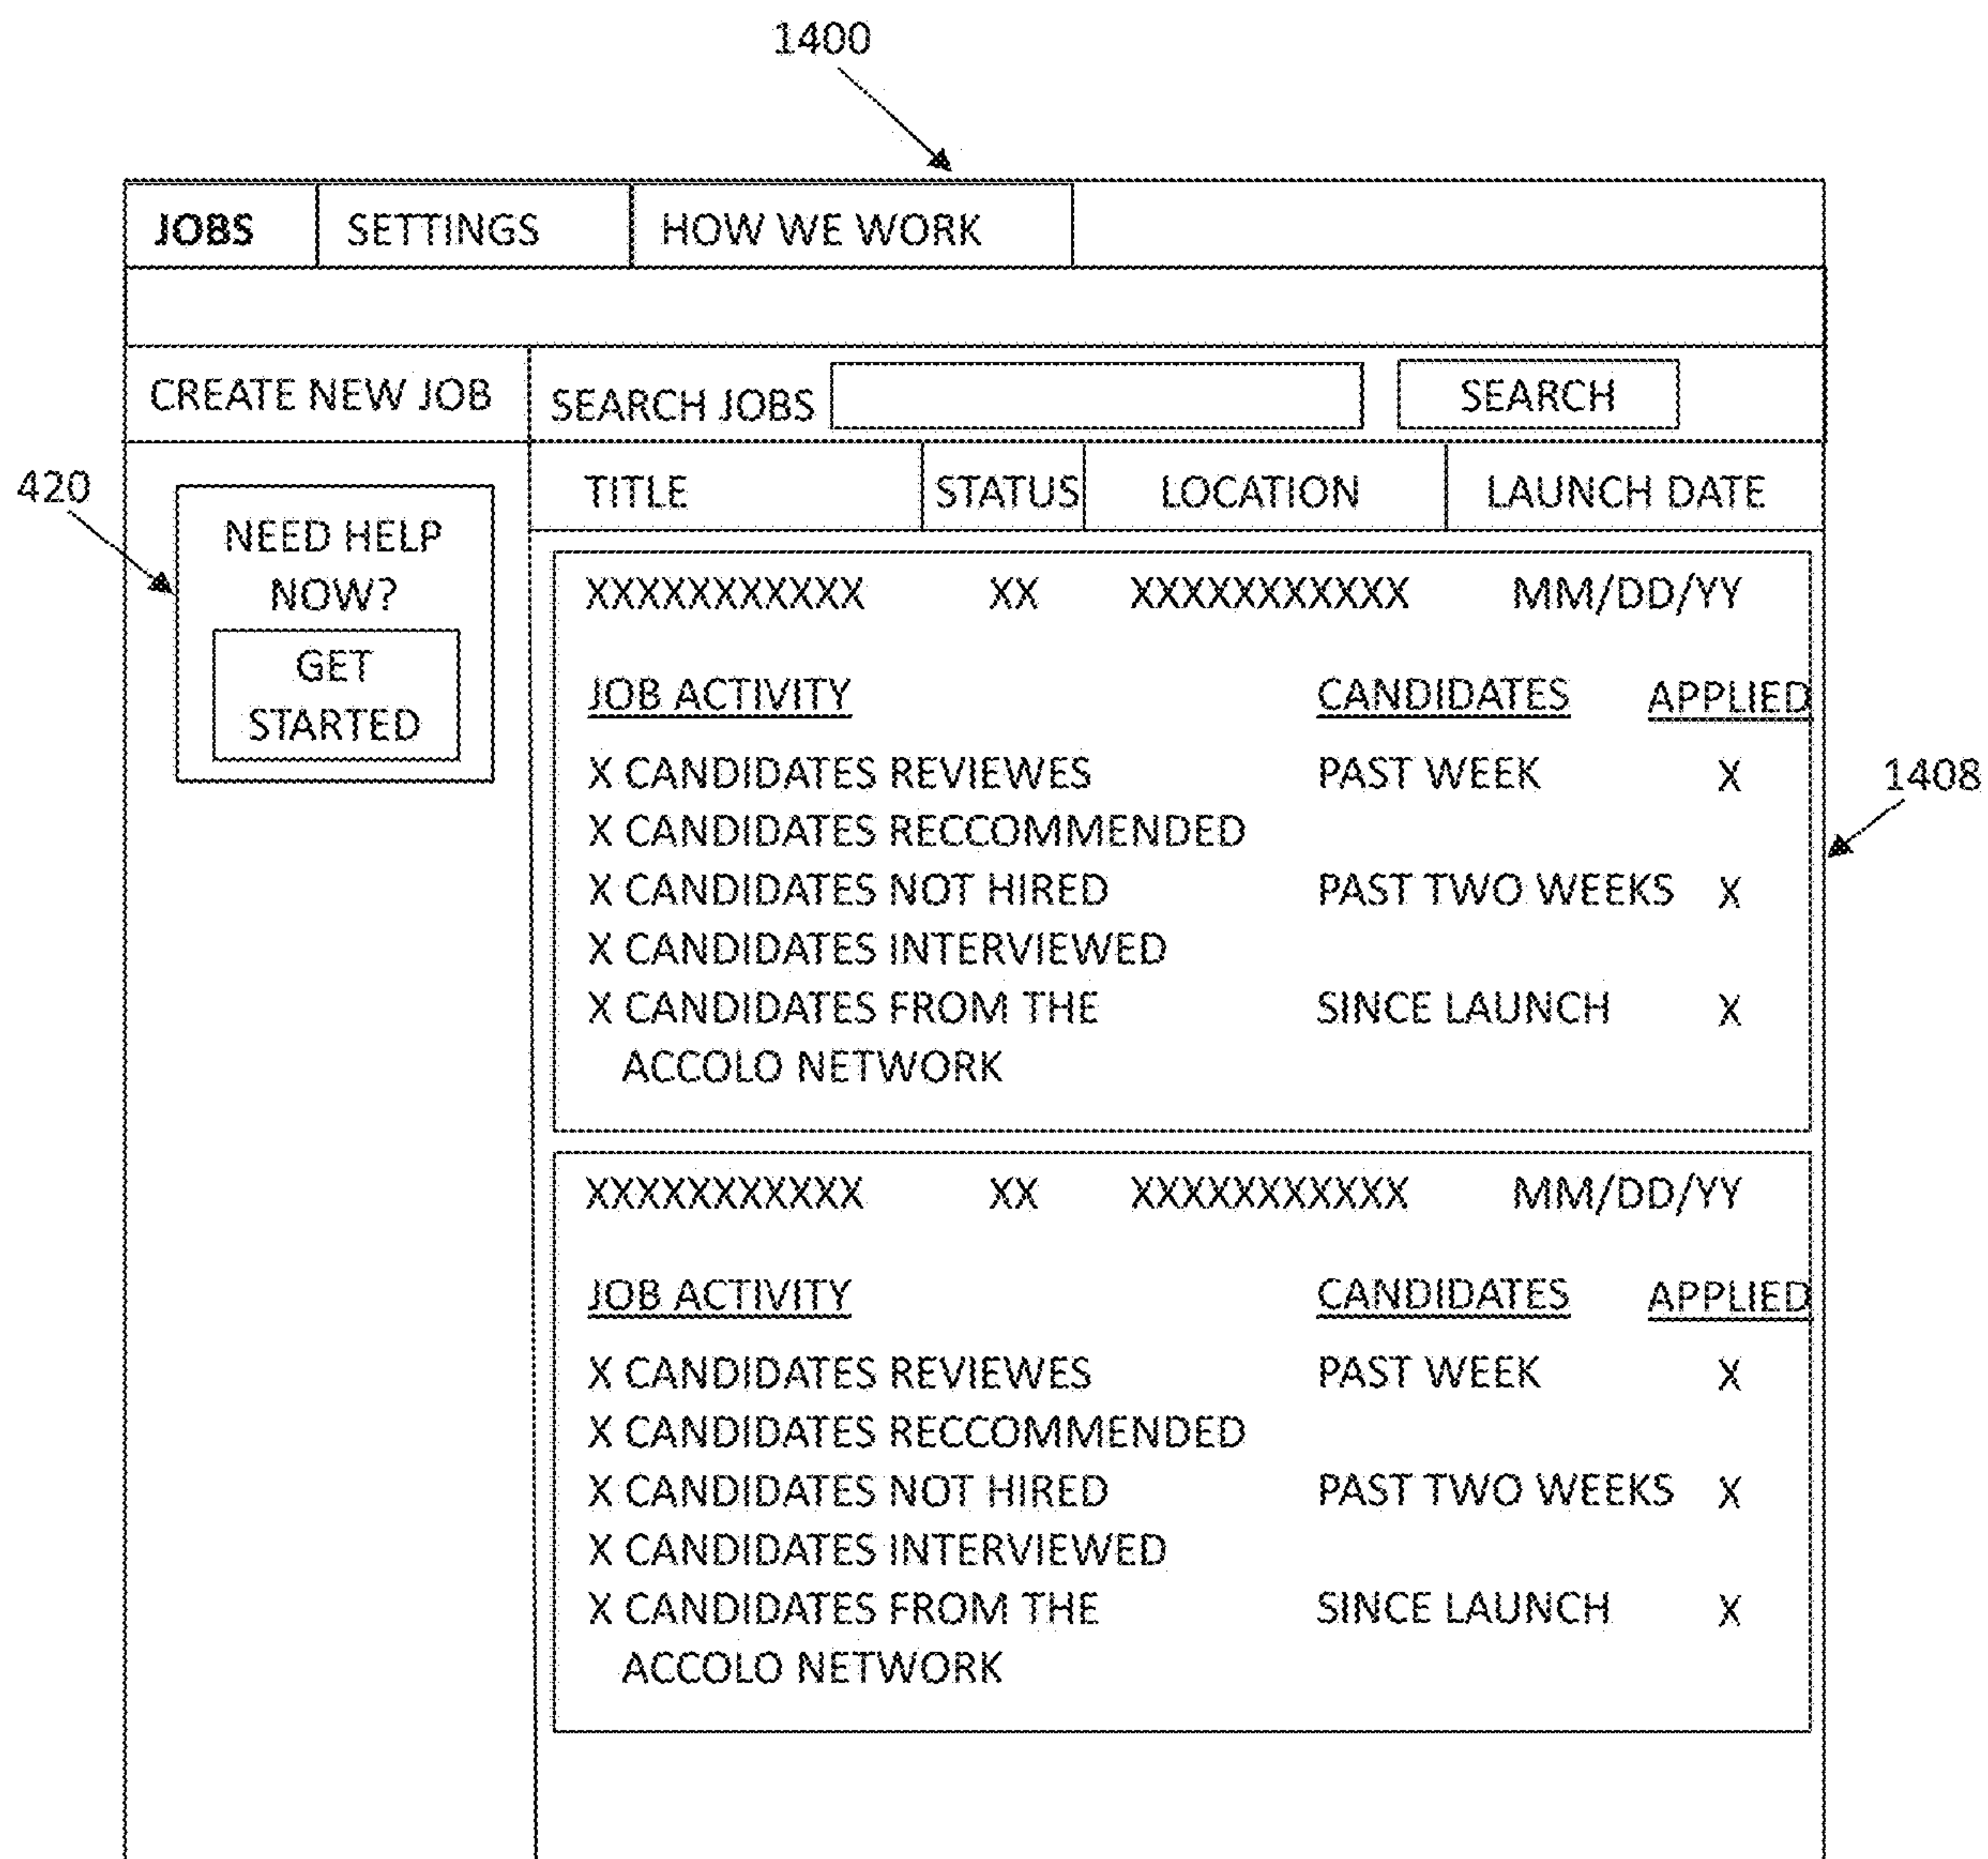 1400
JOBS SETTINGS HOW WE WORK
CREATE NEW JOB SEARCH JOBS SEARCH
420
NEED HELP
NOW?
GET
STARTED
TITLE STATUS LOCATION LAUNCH DATE
XXXXXXXXXXX XX XXXXXXXXXXX MM/DD/YY
JOB ACTIVITY CANDIDATES APPLIED
X CANDIDATES REVIEWES PAST WEEK X
1408
X CANDIDATES RECCOMMENDED
X CANDIDATES NOT HIRED PAST TWO WEEKS X
X CANDIDATES INTERVIEWED
X CANDIDATES FROM THE SINCE LAUNCH X
ACCOLO NETWORK
XXXXXXXXXXX XX XXXXXXXXXXX MM/DD/YY
JOB ACTIVITY CANDIDATES APPLIED
X CANDIDATES REVIEWES PAST WEEK X
X CANDIDATES RECCOMMENDED
X CANDIDATES NOT HIRED PAST TWO WEEKS X
X CANDIDATES INTERVIEWED
X CANDIDATES FROM THE SINCE LAUNCH X
ACCOLO NETWORK